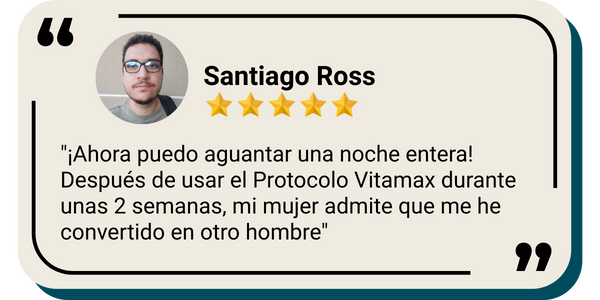 Santiago Ross
"¡Ahora puedo aguantar una noche entera!
Después de usar el Protocolo Vitamax durante
unas 2 semanas, mi mujer admite que me he
convertido en otro hombre"